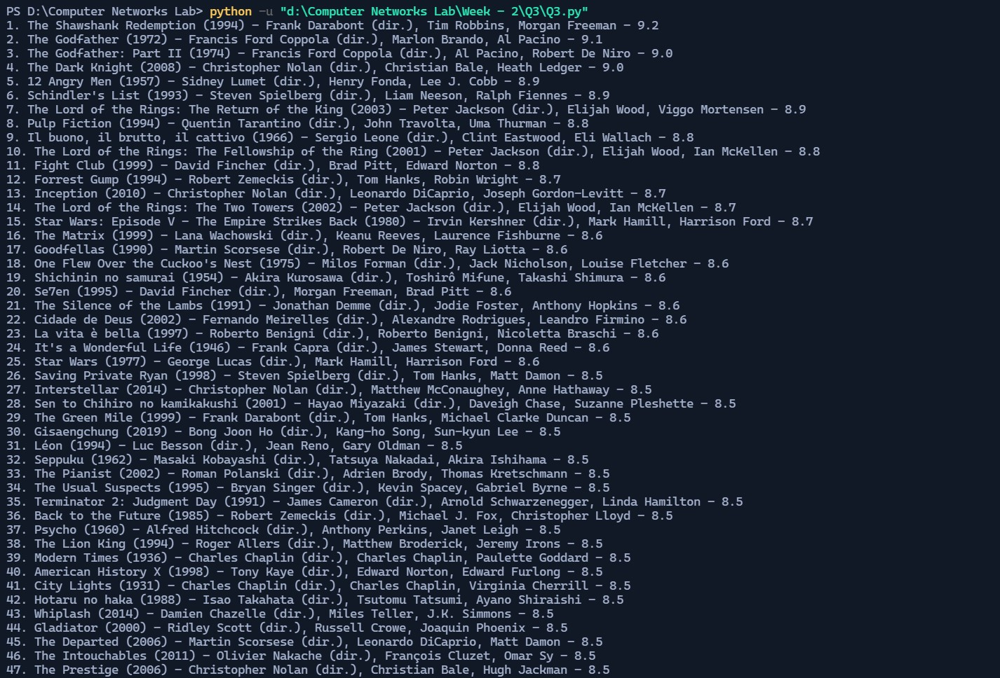 PS D:\Computer Networks Lab> python -u "d:\Computer Networks Lab\Week - 2\Q3\Q3.py"
1. The Shawshank Redemption (1994) - Frank Darabont (dir.), Tim Robbins, Morgan Freeman - 9.2
2. The Godfather (1972) - Francis Ford Coppola (dir.), Marlon Brando, Al Pacino - 9.1
3. The Godfather: Part II (1974) - Francis Ford Coppola (dir.), Al Pacino, Robert De Niro - 9.0
4. The Dark Knight (2008) - Christopher Nolan (dir.), Christian Bale, Heath Ledger - 9.0
5. 12 Angry Men (1957) - Sidney Lumet (dir.), Henry Fonda, Lee J. Cobb - 8.9
6. Schindler's List (1993) - Steven Spielberg (dir.), Liam Neeson, Ralph Fiennes - 8.9
7. The Lord of the Rings: The Return of the King (2003) - Peter Jackson (dir.), Elijah Wood, Viggo Mortensen - 8.9
8. Pulp Fiction (1994) - Quentin Tarantino (dir.), John Travolta, Uma Thurman - 8.8
9. Il buono, il brutto, il cattivo (1966) - Sergio Leone (dir.), Clint Eastwood, Eli Wallach - 8.8
10. The Lord of the Rings: The Fellowship of the Ring (2001) - Peter Jackson (dir.), Elijah Wood, Ian McKellen - 8.8
11. Fight Club (1999) - David Fincher (dir.), Brad Pitt, Edward Norton - 8.8
12. Forrest Gump (1994) - Robert Zemeckis (dir.), Tom Hanks, Robin Wright - 8.7
13. Inception (2010) - Christopher Nolan (dir.), Leonardo DiCaprio, Joseph Gordon-Levitt - 8.7
14. The Lord of the Rings: The Two Towers (2002) - Peter Jackson (dir.), Elijah Wood, Ian McKellen - 8.7
15. Star Wars: Episode V - The Empire Strikes Back (1980) - Irvin Kershner (dir.), Mark Hamill, Harrison Ford - 8.7
16. The Matrix (1999) - Lana Wachowski (dir.), Keanu Reeves, Laurence Fishburne - 8.6
17. Goodfellas (1990) - Martin Scorsese (dir.), Robert De Niro, Ray Liotta - 8.6
18. One Flew Over the Cuckoo's Nest (1975) - Milos Forman (dir.), Jack Nicholson, Louise Fletcher - 8.6
19. Shichinin no samurai (1954) - Akira Kurosawa (dir.), Toshirô Mifune, Takashi Shimura - 8.6
20. Se7en (1995) - David Fincher (dir.), Morgan Freeman, Brad Pitt - 8.6
21. The Silence of the Lambs (1991) - Jonathan Demme (dir.), Jodie Foster, Anthony Hopkins - 8.6
22. Cidade de Deus (2002) - Fernando Meirelles (dir.), Alexandre Rodrigues, Leandro Firmino - 8.6
23. La vita è bella (1997) - Roberto Benigni (dir.), Roberto Benigni, Nicoletta Braschi - 8.6
24. It's a Wonderful Life (1946) - Frank Capra (dir.), James Stewart, Donna Reed - 8.6
25. Star Wars (1977) - George Lucas (dir.), Mark Hamill, Harrison Ford - 8.6
26. Saving Private Ryan (1998) - Steven Spielberg (dir.), Tom Hanks, Matt Damon - 8.5
27. Interstellar (2014) - Christopher Nolan (dir.), Matthew McConaughey, Anne Hathaway - 8.5
28. Sen to Chihiro no kamikakushi (2001) - Hayao Miyazaki (dir.), Daveigh Chase, Suzanne Pleshette - 8.5
29. The Green Mile (1999) - Frank Darabont (dir.), Tom Hanks, Michael Clarke Duncan - 8.5
30. Gisaengchung (2019) - Bong Joon Ho (dir.), Kang-ho Song, Sun-kyun Lee - 8.5
31. Léon (1994) - Luc Besson (dir.), Jean Reno, Gary Oldman - 8.5
32. Seppuku (1962) - Masaki Kobayashi (dir.), Tatsuya Nakadai, Akira Ishihama - 8.5
33. The Pianist (2002) - Roman Polanski (dir.), Adrien Brody, Thomas Kretschmann - 8.5
34. The Usual Suspects (1995) - Bryan Singer (dir.), Kevin Spacey, Gabriel Byrne - 8.5
35. Terminator 2: Judgment Day (1991) - James Cameron (dir.), Arnold Schwarzenegger, Linda Hamilton - 8.5
36. Back to the Future (1985) - Robert Zemeckis (dir.), Michael J. Fox, Christopher Lloyd - 8.5
37. Psycho (1960) - Alfred Hitchcock (dir.), Anthony Perkins, Janet Leigh - 8.5
38. The Lion King (1994) - Roger Allers (dir.), Matthew Broderick, Jeremy Irons - 8.5
39. Modern Times (1936) - Charles Chaplin (dir.), Charles Chaplin, Paulette Goddard - 8.5
40. American History X (1998) - Tony Kaye (dir.), Edward Norton, Edward Furlong - 8.5
41. City Lights (1931) - Charles Chaplin (dir.), Charles Chaplin, Virginia Cherrill - 8.5
42. Hotaru no haka (1988) - Isao Takahata (dir.), Tsutomu Tatsumi, Ayano Shiraishi - 8.5
43. Whiplash (2014) - Damien Chazelle (dir.), Miles Teller, J.K. Simmons - 8.5
44. Gladiator (2000) - Ridley Scott (dir.), Russell Crowe, Joaquin Phoenix - 8.5
45. The Departed (2006) - Martin Scorsese (dir.), Leonardo DiCaprio, Matt Damon - 8.5
46. The Intouchables (2011) - Olivier Nakache (dir.), François Cluzet, Omar Sy - 8.5
47. The Prestige (2006) - Christopher Nolan (dir.), Christian Bale, Hugh Jackman - 8.5